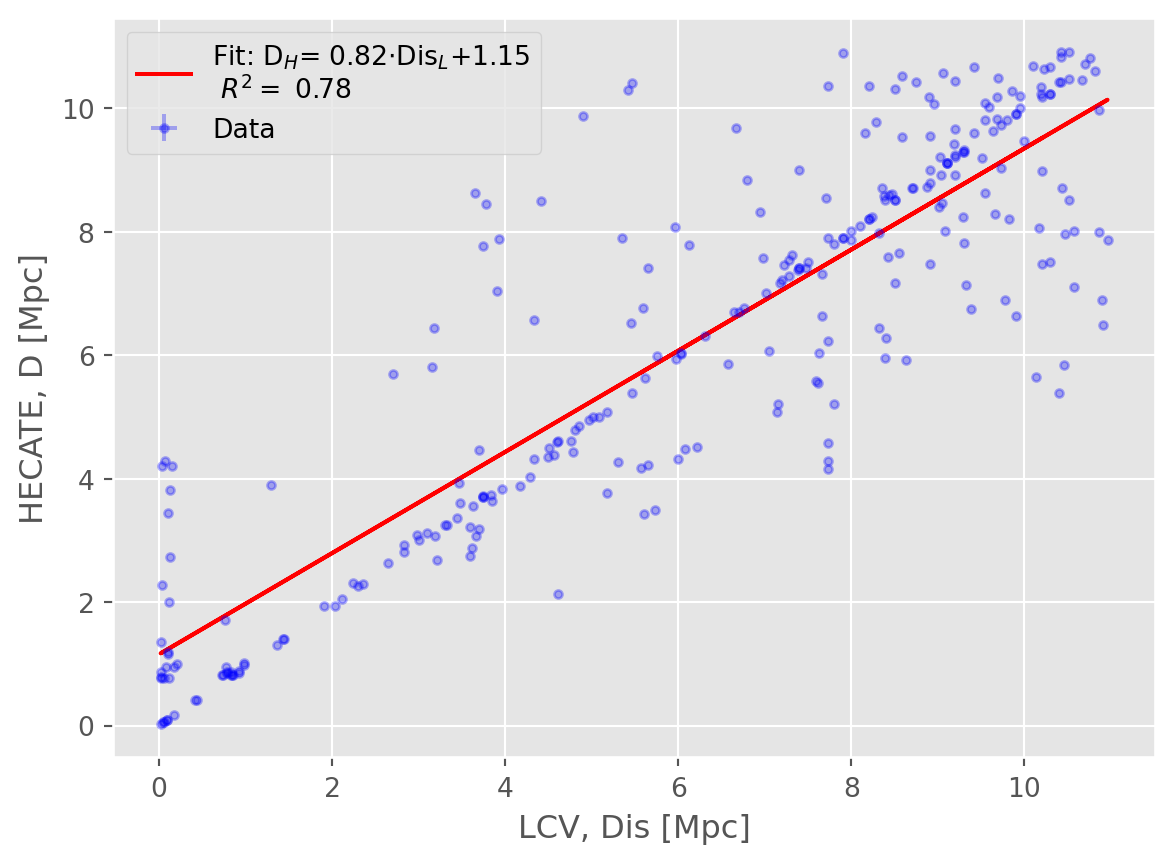 Fit: D_H= 0.82·Dis_L+1.15
R² = 0.78
Data
HECATE, D [Mpc]
10
8
6
4
2
0
0 2 4 6 8 10
LCV, Dis [Mpc]